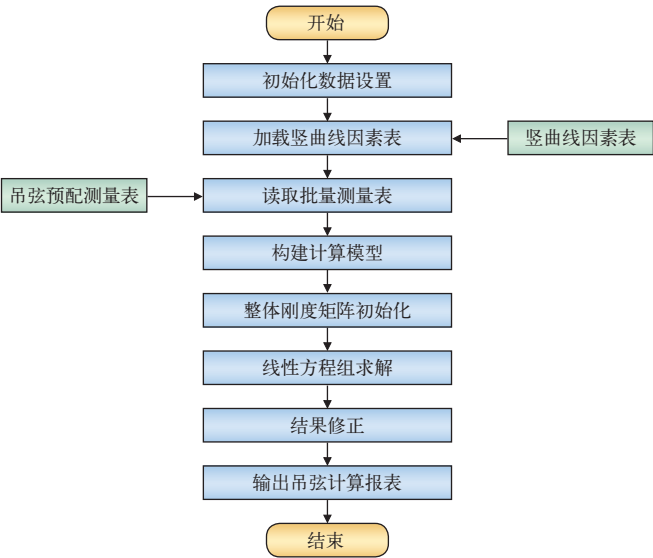 开始
初始化数据设置
加载竖曲线因素表
竖曲线因素表
吊弦预配测量表
读取批量测量表
构建计算模型
整体刚度矩阵初始化
线性方程组求解
结果修正
输出吊弦计算报表
结束